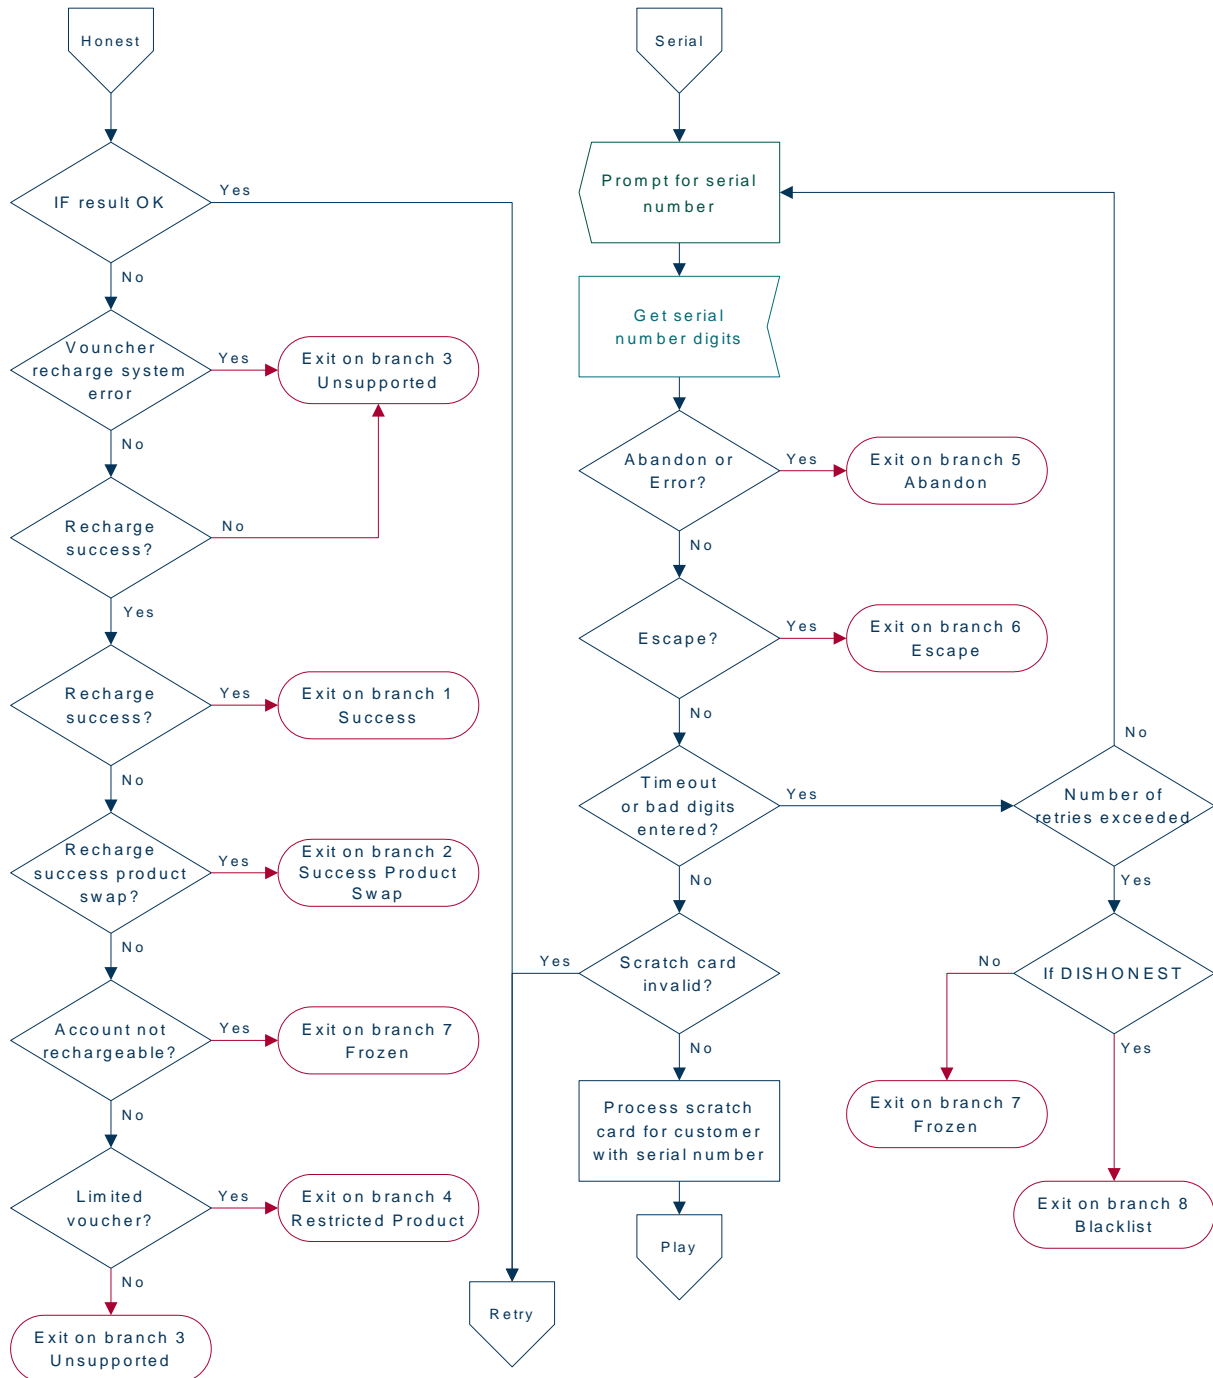 Honest
IF result OK
Yes
No
Vouncher
recharge system
error
Yes
Exit on branch 3
Unsupported
No
Recharge
success?
No
Yes
Recharge
success?
Yes
Exit on branch 1
Success
No
Recharge
success product
swap?
Yes
Exit on branch 2
Success Product
Swap
No
Account not
rechargeable?
Yes
Exit on branch 7
Frozen
No
Limited
voucher?
Yes
Exit on branch 4
Restricted Product
No
Exit on branch 3
Unsupported
Retry
Serial
Prompt for serial
number
Get serial
number digits
Abandon or
Error?
Yes
Exit on branch 5
Abandon
No
Escape?
Yes
Exit on branch 6
Escape
No
Timeout
or bad digits
entered?
Yes
No
Number of
retries exceeded
Yes
No
Scratch card
invalid?
Yes
No
Process scratch
card for customer
with serial number
Play
If DISHONEST
No
Exit on branch 7
Frozen
Yes
Exit on branch 8
Blacklist